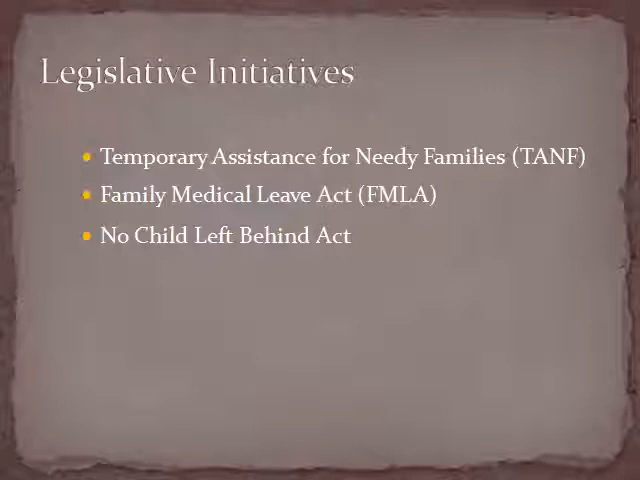 Legislative Initiatives
• Temporary Assistance for Needy Families (TANF)
• Family Medical Leave Act (FMLA)
• No Child Left Behind Act